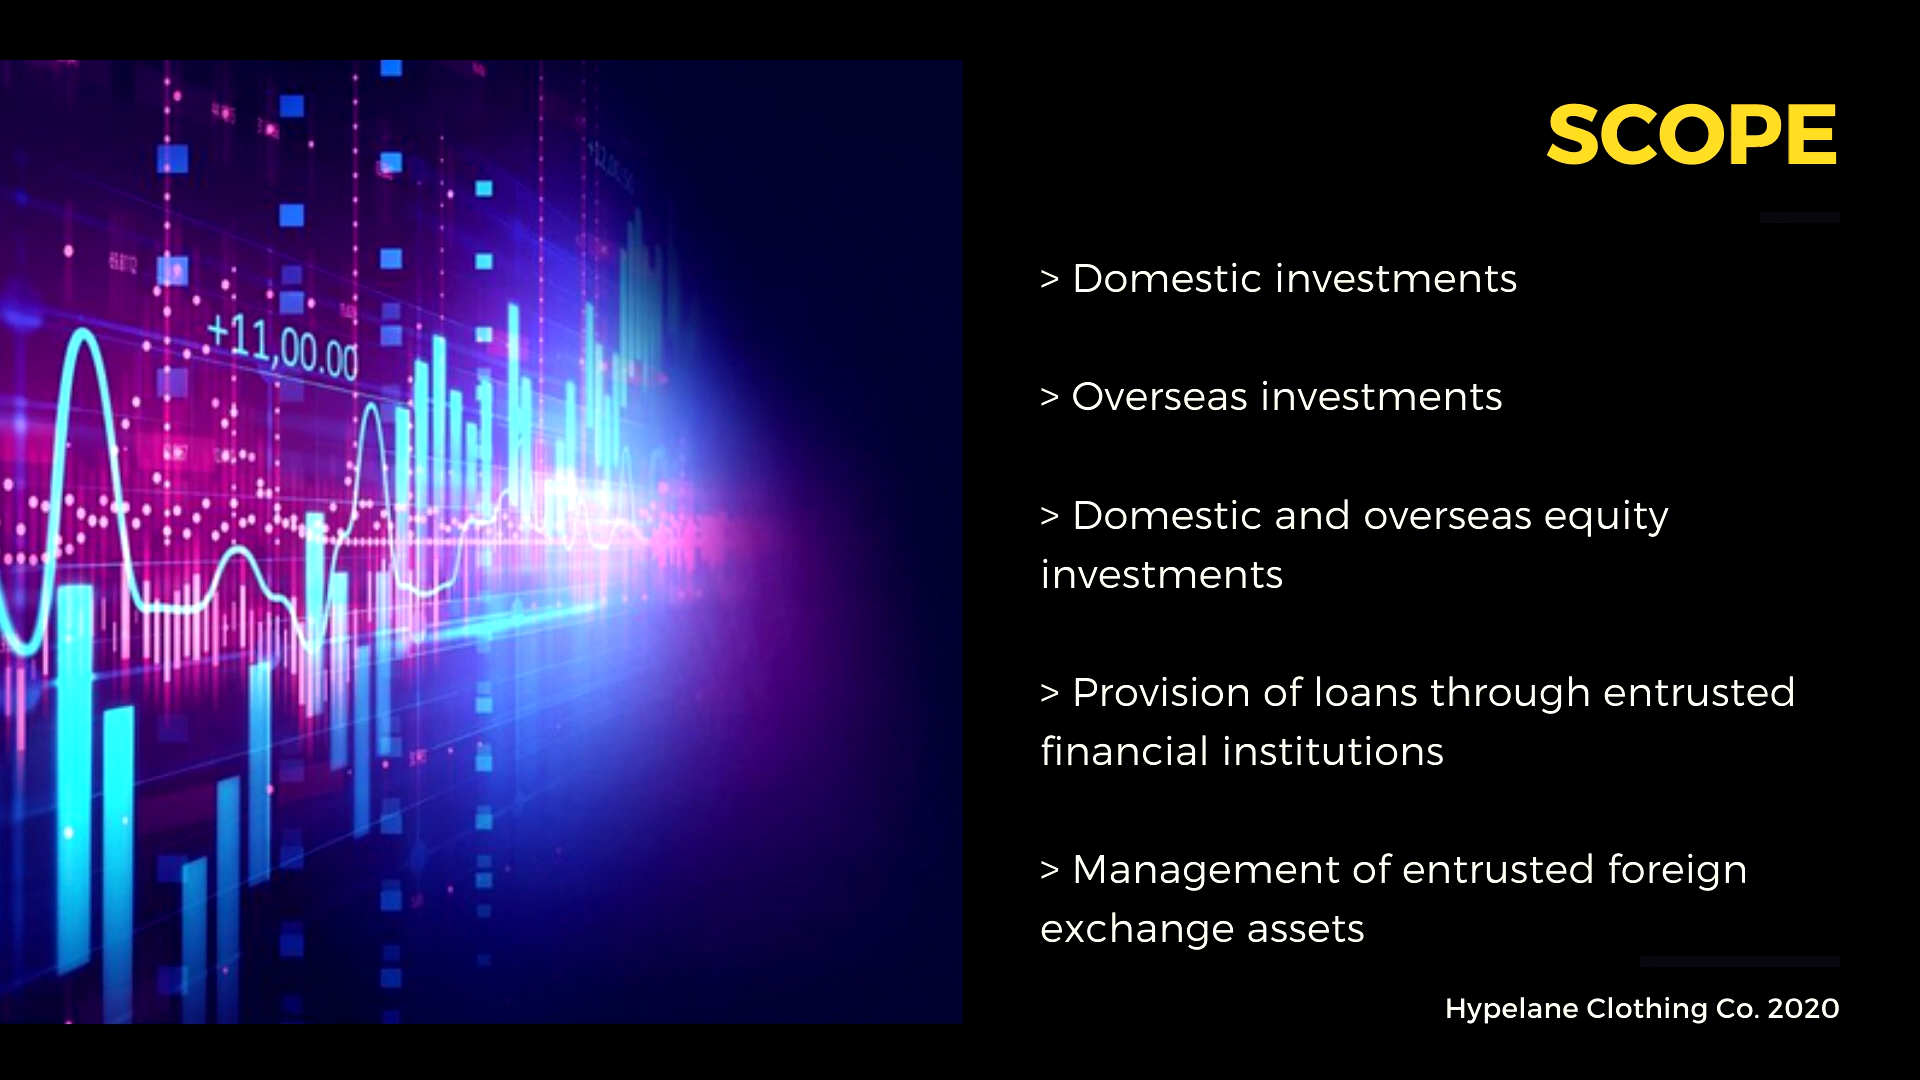 SCOPE
> Domestic investments
> Overseas investments
> Domestic and overseas equity
investments
> Provision of loans through entrusted
financial institutions
> Management of entrusted foreign
exchange assets
Hypelane Clothing Co. 2020
+11,00.00